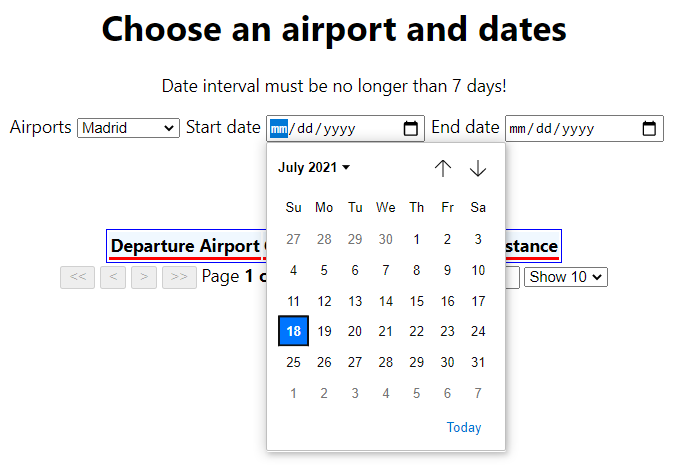 Choose an airport and dates
Date interval must be no longer than 7 days!
Airports Madrid Start date mm/dd/yyyy End date mm/dd/yyyy
July 2021
Su Mo Tu We Th Fr Sa
27 28 29 30 1 2 3
Departure Airport stance
4 5 6 7 8 9 10
<< < > >> Page 1 Show 10
11 12 13 14 15 16 17
18 19 20 21 22 23 24
25 26 27 28 29 30 31
1 2 3 4 5 6 7
Today